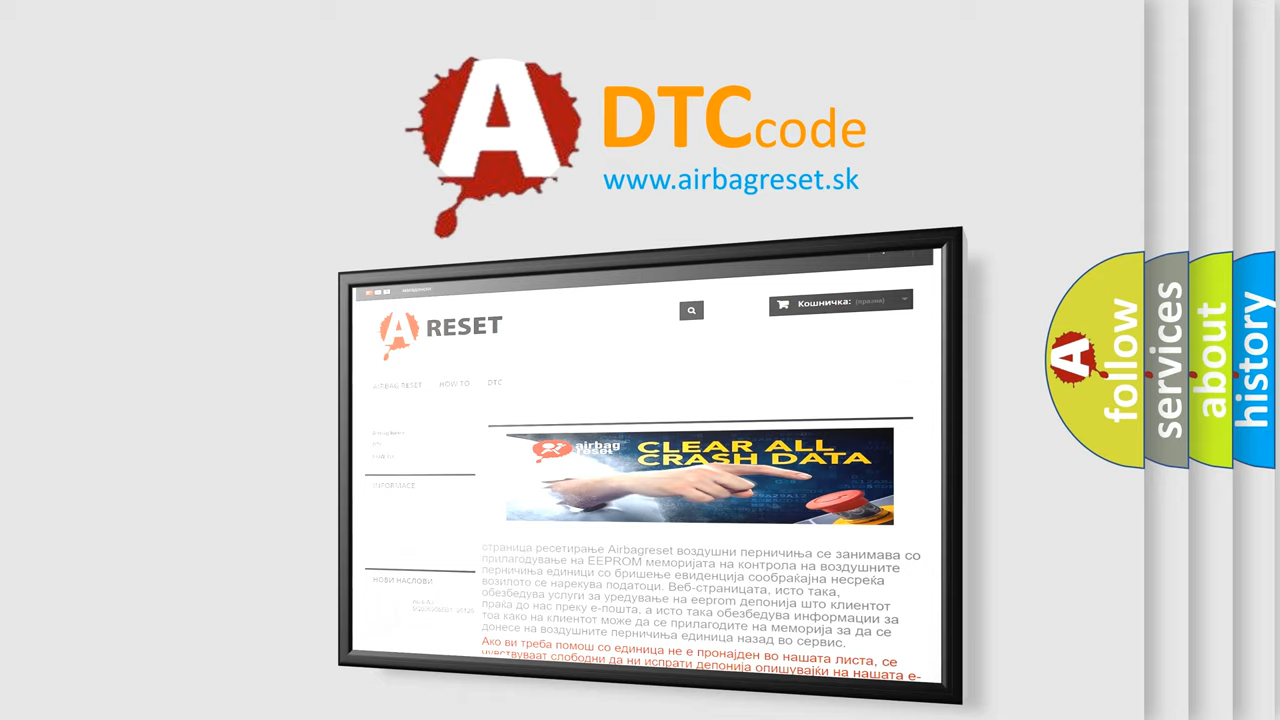 A
DTC code
www.airbagreset.sk
A RESET
Кошничка: (празни)
AIRBAG RESET HOW TO DTC
airbag
reset
CLEAR ALL
CRASH DATA
INFORMACE
НОВИ НАСЛОВИ
страница ресетирање Airbagreset воздушни перничиња се занимава со
прилагодување на EEPROM меморијата на контрола на воздушните
перничиња единици со бришење евиденција сообраќајна несреќа
возилото се нарекува податоци. Веб-страницата, исто така,
обезбедува услуги за уредување на eeprom депонија што клиентот
праќа до нас преку е-пошта, а исто така обезбедува информации за
тоа како на клиентот може да се прилагодите на меморија за да се
донесе на воздушните перничиња единица назад во сервис.
Ако ви треба помош со единица не е пронајден во нашата листа, се
чувствуваат слободни да ни испрати депонија опишувајќи на нашата е-
A
follow
services
about
history